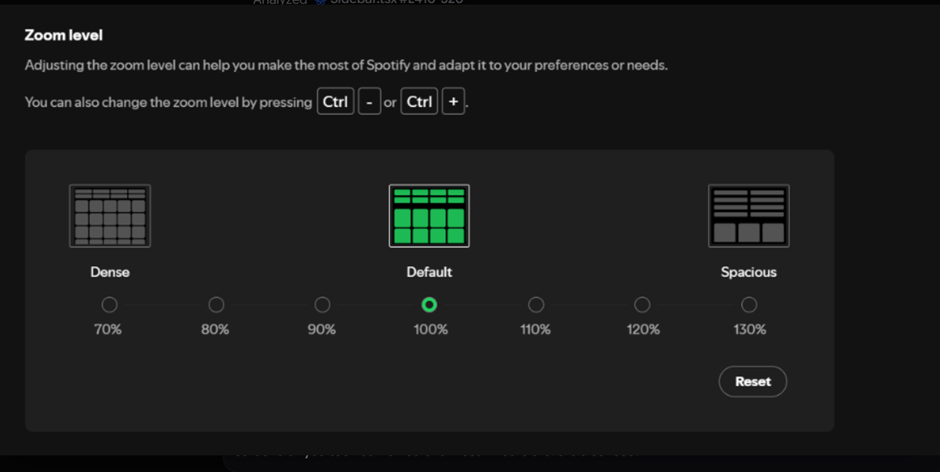 Zoom level
Adjusting the zoom level can help you make the most of Spotify and adapt it to your preferences or needs.
You can also change the zoom level by pressing Ctrl - or Ctrl + .
Dense Default Spacious
70% 80% 90% 100% 110% 120% 130%
Reset